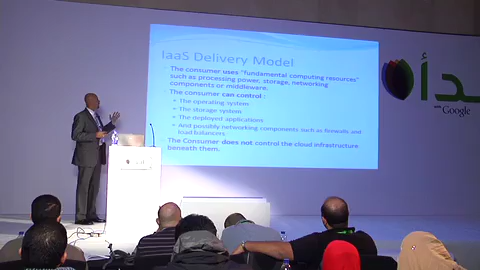 IaaS Delivery Model
The consumer uses "fundamental computing resources"
such as processing power, storage, networking
components or middleware.
The consumer can control :
The operating system
The storage system
The deployed applications
And possibly networking components such as firewalls and
load balancers.
The Consumer does not control the cloud infrastructure
beneath them.
بدأ
with Google